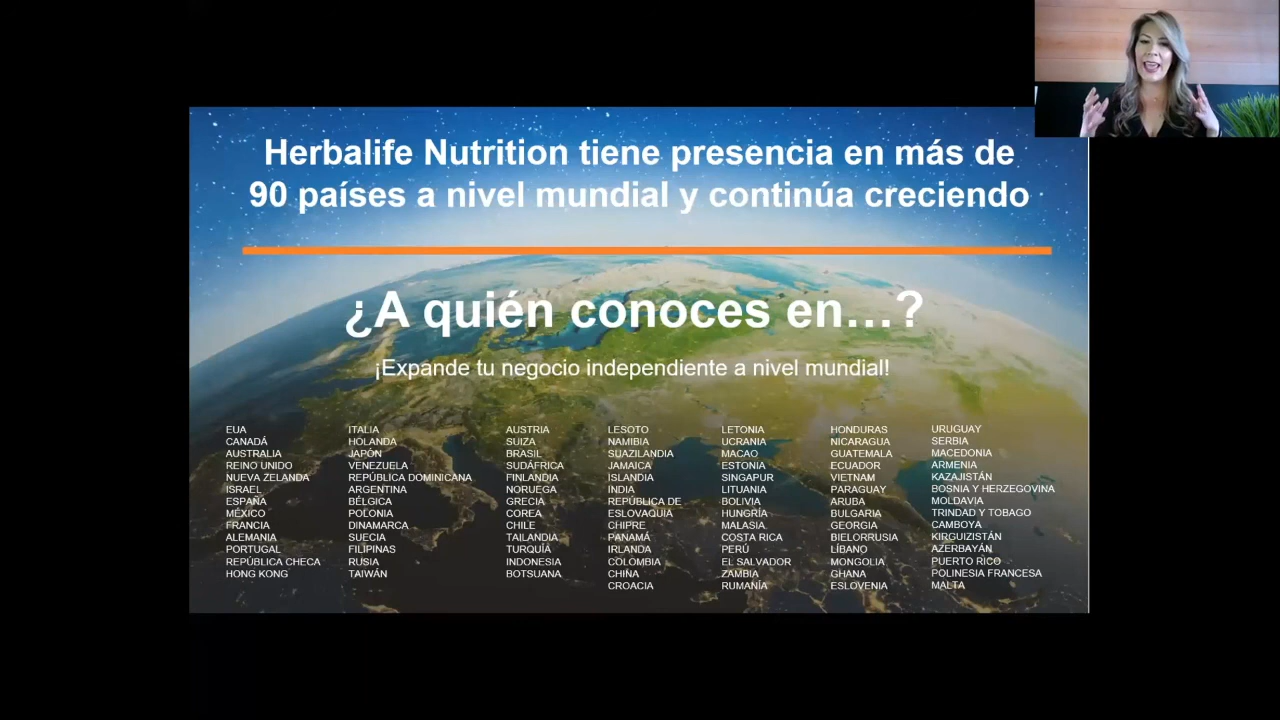 Herbalife Nutrition tiene presencia en más de
90 países a nivel mundial y continúa creciendo
¿A quién conoces en...?
¡Expande tu negocio independiente a nivel mundial!
EUA
CANADÁ
AUSTRALIA
REINO UNIDO
NUEVA ZELANDA
ISRAEL
ESPAÑA
MÉXICO
FRANCIA
ALEMANIA
PORTUGAL
REPÚBLICA CHECA
HONG KONG
ITALIA
HOLANDA
JAPÓN
VENEZUELA
REPÚBLICA DOMINICANA
ARGENTINA
BÉLGICA
POLONIA
DINAMARCA
SUECIA
FILIPINAS
RUSIA
TAIWÁN
AUSTRIA
SUIZA
BRASIL
SUDÁFRICA
FINLANDIA
NORUEGA
GRECIA
COREA
CHILE
TAILANDIA
TURQUÍA
INDONESIA
BOTSUANA
LESOTO
NAMIBIA
SUAZILANDIA
JAMAICA
ISLANDIA
INDIA
REPÚBLICA DE
ESLOVAQUIA
CHIPRE
PANAMÁ
IRLANDA
COLOMBIA
CHINA
CROACIA
LETONIA
UCRANIA
MACAO
ESTONIA
SINGAPUR
LITUANIA
BOLIVIA
HUNGRÍA
MALASIA
COSTA RICA
PERÚ
EL SALVADOR
ZAMBIA
RUMANÍA
HONDURAS
NICARAGUA
GUATEMALA
ECUADOR
VIETNAM
PARAGUAY
ARUBA
BULGARIA
GEORGIA
BIELORRUSIA
LÍBANO
MONGOLIA
GHANA
ESLOVENIA
URUGUAY
SERBIA
MACEDONIA
ARMENIA
KAZAJISTÁN
BOSNIA Y HERZEGOVINA
MOLDAVIA
TRINIDAD Y TOBAGO
CAMBOYA
KIRGUIZISTÁN
AZERBAYÁN
PUERTO RICO
POLINESIA FRANCESA
MALTA